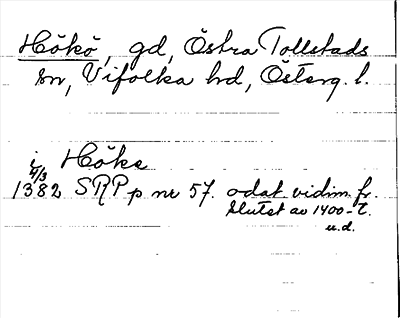 Hökö, gd, Östra Tollstads
sn, Vifolka hd, Österg. l.
i Höke
4/3
1382 SRP p nr 57. odat. vidim. fr.
slutet av 1400-t.
u.d.